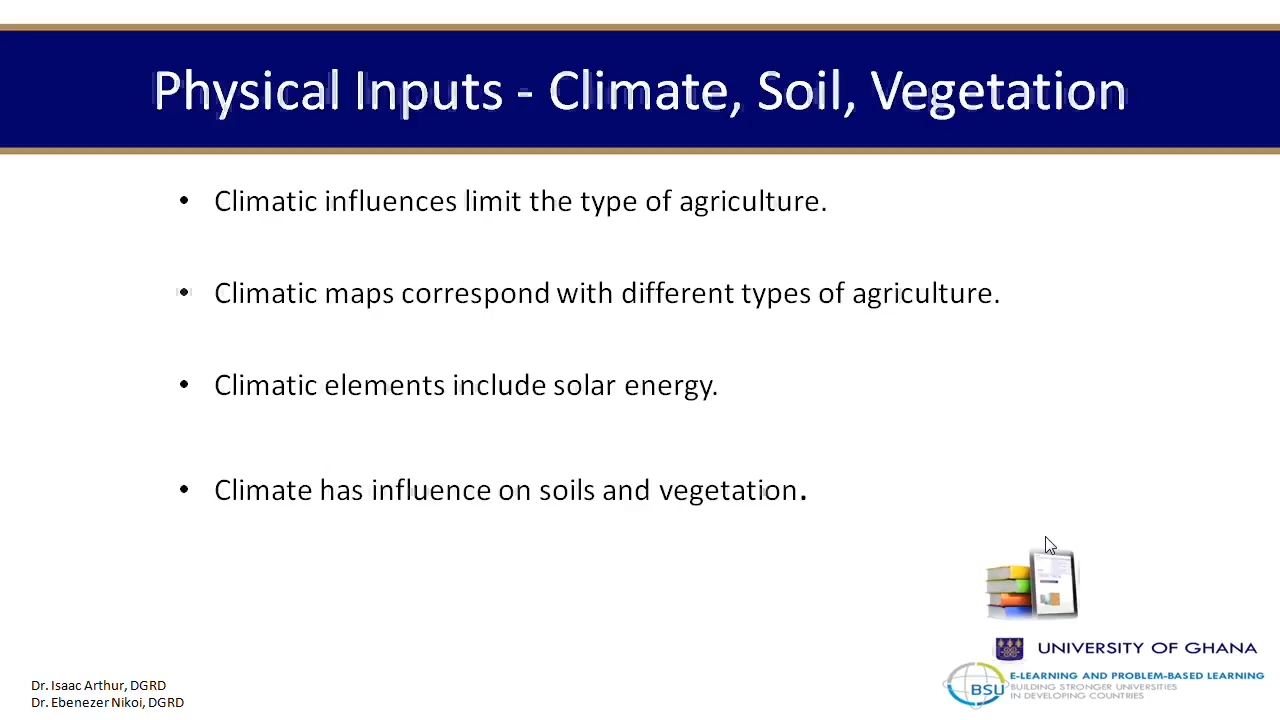 Physical Inputs - Climate, Soil, Vegetation
• Climatic influences limit the type of agriculture.
• Climatic maps correspond with different types of agriculture.
• Climatic elements include solar energy.
• Climate has influence on soils and vegetation.
UNIVERSITY OF GHANA
BSU
E-LEARNING AND PROBLEM-BASED LEARNING
BUILDING STRONGER UNIVERSITIES
IN DEVELOPING COUNTRIES
Dr. Isaac Arthur, DGRD
Dr. Ebenezer Nikoi, DGRD